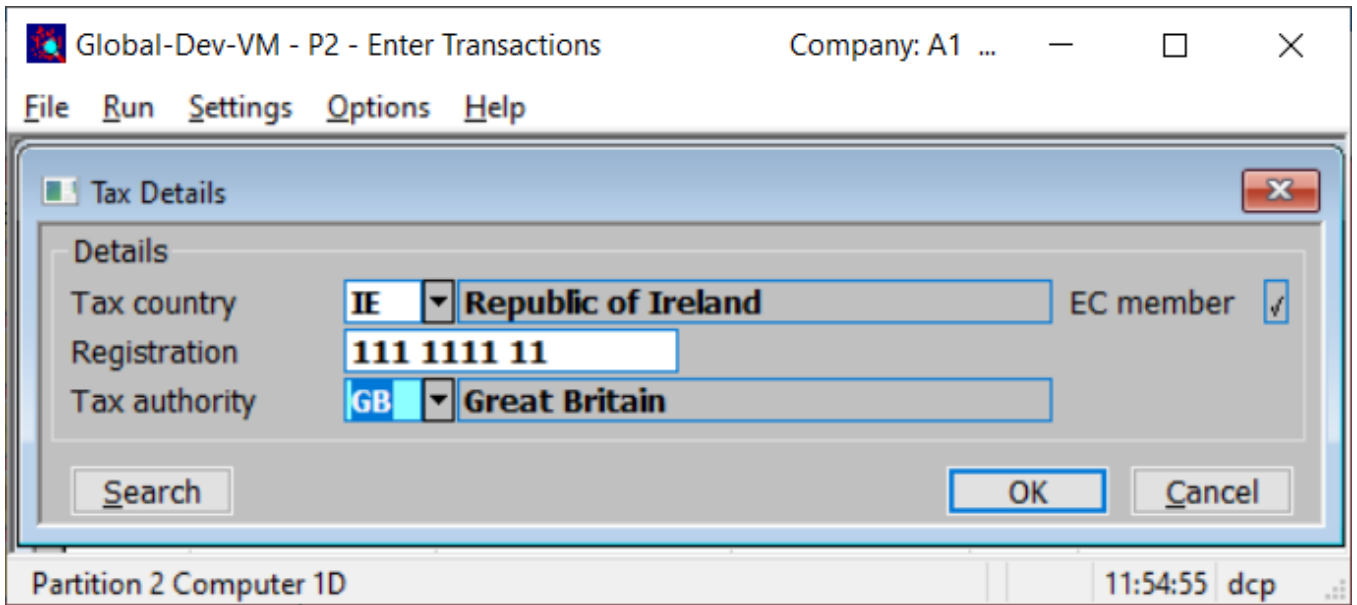 Global-Dev-VM - P2 - Enter Transactions Company: A1 ...
File Run Settings Options Help
Tax Details
Details
Tax country IE Republic of Ireland EC member
Registration 111 1111 11
Tax authority GB Great Britain
Search OK Cancel
Partition 2 Computer 1D 11:54:55 dcp